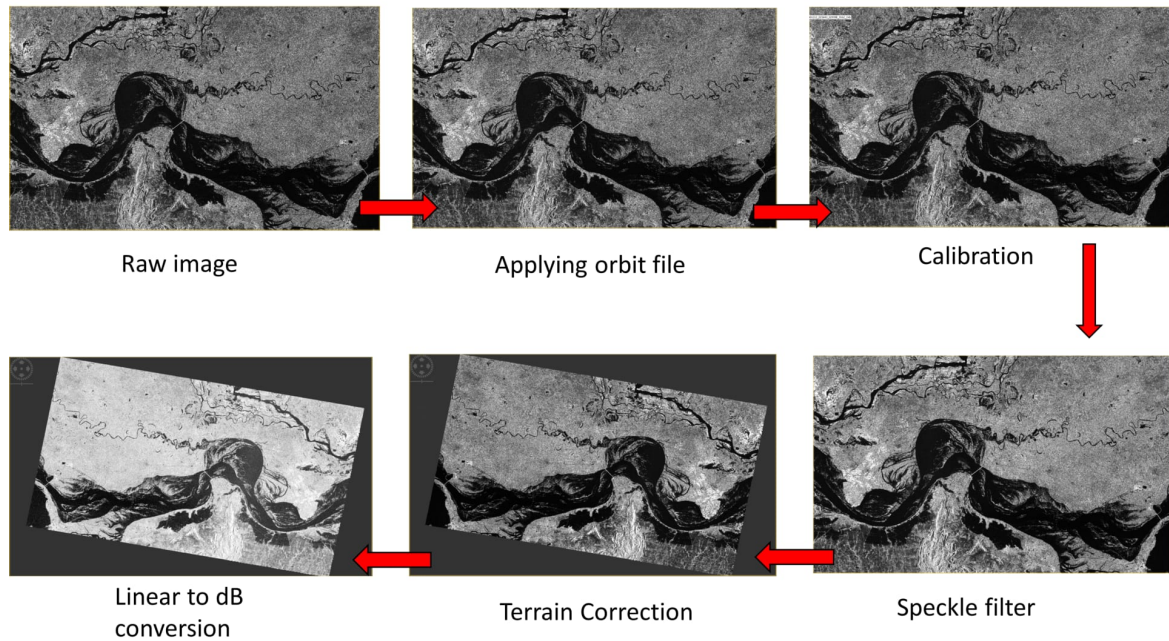 Raw image
Applying orbit file
Calibration
Linear to dB
conversion
Terrain Correction
Speckle filter